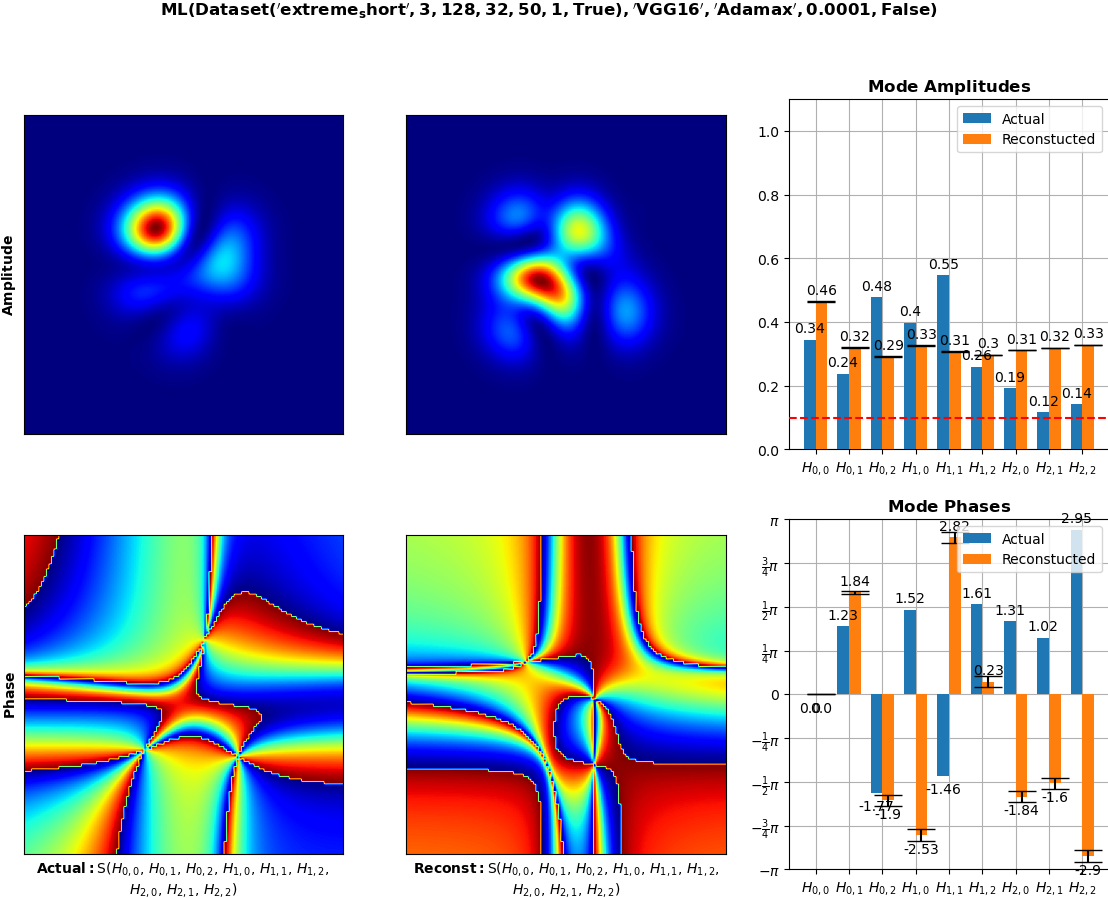 ML(Dataset('extreme_short', 3, 128, 32, 50, 1, True), 'VGG16', 'Adamax', 0.0001, False)
Amplitude
Mode Amplitudes
Actual
Reconstucted
1.0
0.8
0.6
0.4
0.2
0.0
0.34
0.46
0.24
0.32
0.48
0.29
0.4
0.33
0.55
0.31
0.26
0.3
0.19
0.31
0.12
0.32
0.14
0.33
H0,0 H0,1 H0,2 H1,0 H1,1 H1,2 H2,0 H2,1 H2,2
Phase
Actual: S(H0,0, H0,1, H0,2, H1,0, H1,1, H1,2,
H2,0, H2,1, H2,2)
Reconst: S(H0,0, H0,1, H0,2, H1,0, H1,1, H1,2,
H2,0, H2,1, H2,2)
Mode Phases
Actual
Reconstucted
π
3/4π
1/2π
1/4π
0
−1/4π
−1/2π
−3/4π
−π
0.0
0.0
1.23
1.84
-1.77
-1.9
1.52
-2.53
-1.46
2.82
1.61
0.23
1.31
-1.84
1.02
-1.6
2.95
-2.9
H0,0 H0,1 H0,2 H1,0 H1,1 H1,2 H2,0 H2,1 H2,2